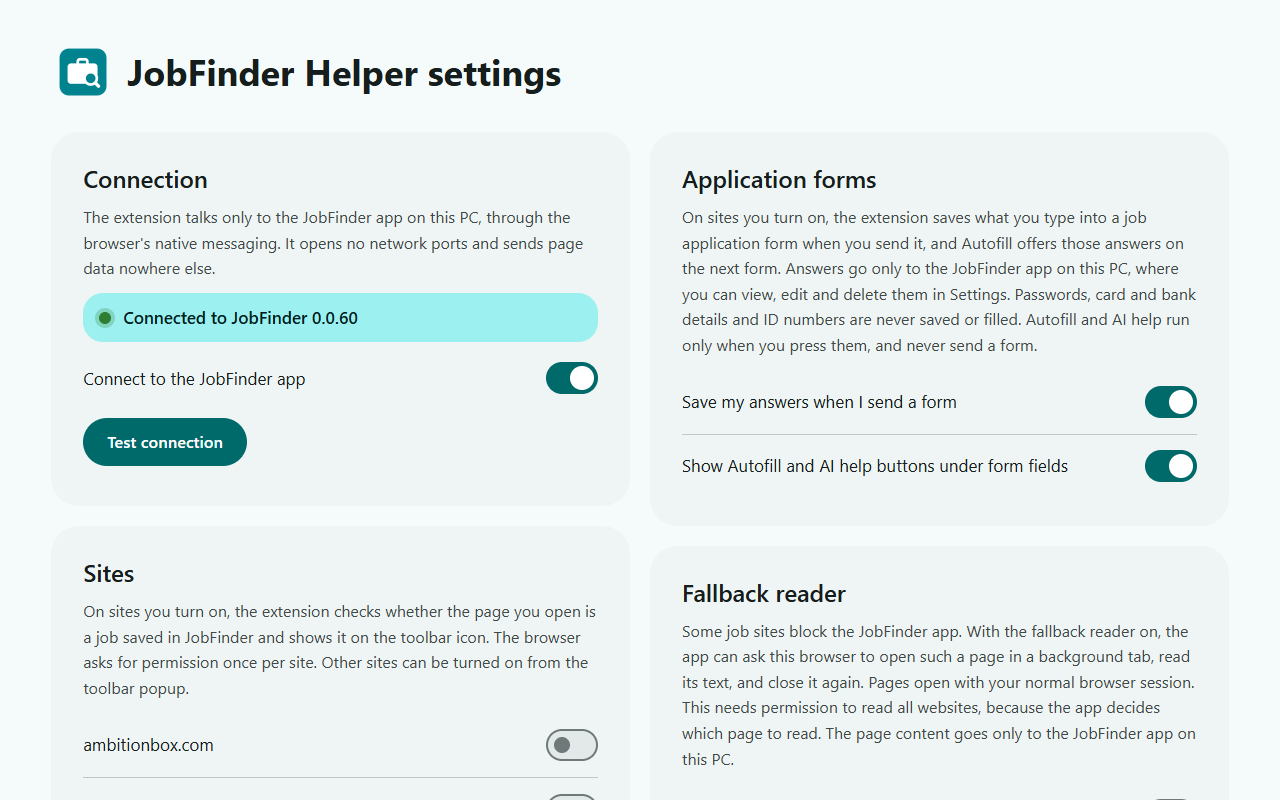 JobFinder Helper settings
Connection
The extension talks only to the JobFinder app on this PC, through the
browser's native messaging. It opens no network ports and sends page
data nowhere else.
Connected to JobFinder 0.0.60
Connect to the JobFinder app
Test connection
Sites
On sites you turn on, the extension checks whether the page you open is
a job saved in JobFinder and shows it on the toolbar icon. The browser
asks for permission once per site. Other sites can be turned on from the
toolbar popup.
ambitionbox.com
Application forms
On sites you turn on, the extension saves what you type into a job
application form when you send it, and Autofill offers those answers on
the next form. Answers go only to the JobFinder app on this PC, where
you can view, edit and delete them in Settings. Passwords, card and bank
details and ID numbers are never saved or filled. Autofill and AI help run
only when you press them, and never send a form.
Save my answers when I send a form
Show Autofill and AI help buttons under form fields
Fallback reader
Some job sites block the JobFinder app. With the fallback reader on, the
app can ask this browser to open such a page in a background tab, read
its text, and close it again. Pages open with your normal browser session.
This needs permission to read all websites, because the app decides
which page to read. The page content goes only to the JobFinder app on
this PC.